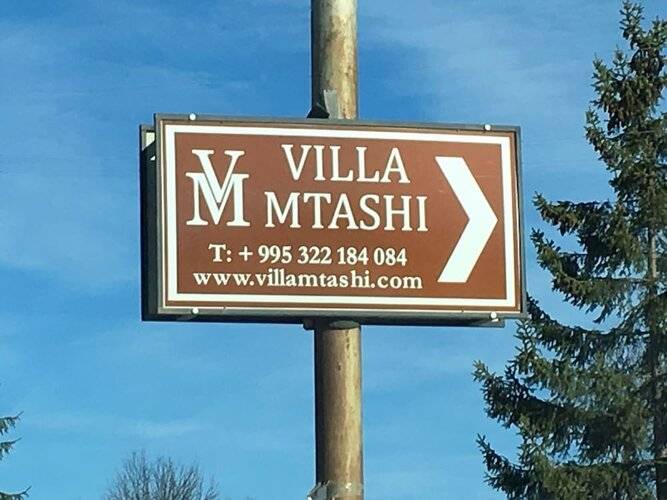 VM
VILLA
MTASHI
T: + 995 322 184 084
www.villamtashi.com